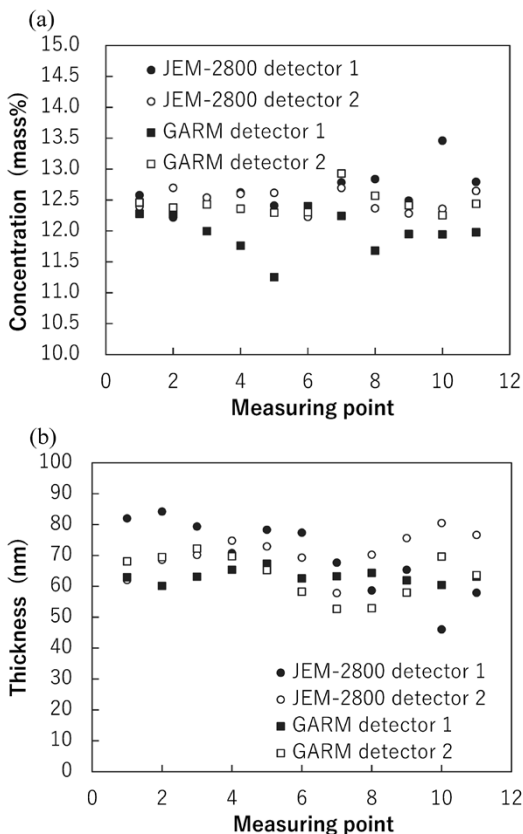 (a)
15.0
14.5
14.0
13.5
13.0
12.5
12.0
11.5
11.0
10.5
10.0
Concentration (mass%)
JEM-2800 detector 1
JEM-2800 detector 2
GARM detector 1
GARM detector 2
0 2 4 6 8 10 12
Measuring point
(b)
100
90
80
70
60
50
40
30
20
10
0
Thickness (nm)
JEM-2800 detector 1
JEM-2800 detector 2
GARM detector 1
GARM detector 2
0 2 4 6 8 10 12
Measuring point